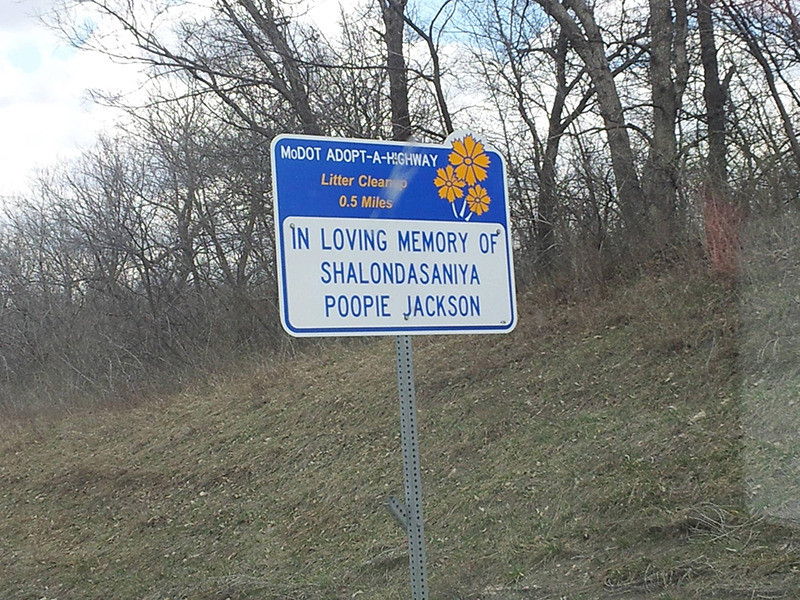 MoDOT ADOPT-A-HIGHWAY
Litter Cleanup
0.5 Miles
IN LOVING MEMORY OF
SHALONDASANIYA
POOPIE JACKSON